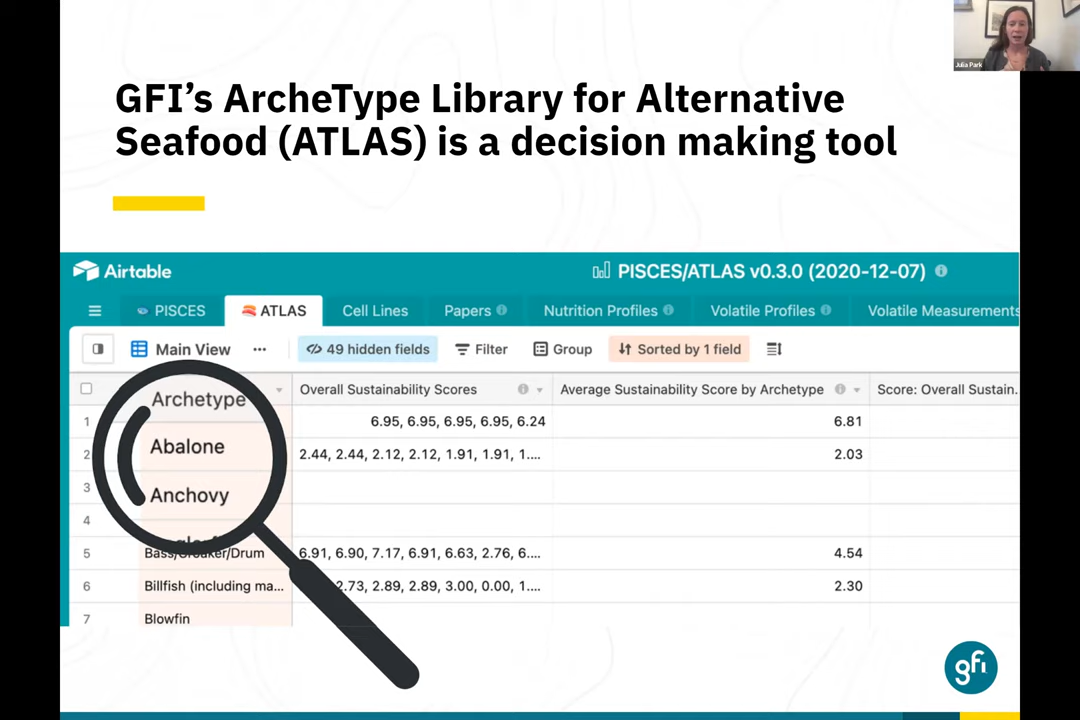 Julia Park
GFI's ArcheType Library for Alternative
Seafood (ATLAS) is a decision making tool
Airtable
PISCES/ATLAS v0.3.0 (2020-12-07)
PISCES
ATLAS
Cell Lines
Papers
Nutrition Profiles
Volatile Profiles
Volatile Measurements
Main View
49 hidden fields
Filter
Group
Sorted by 1 field
Archetype
Overall Sustainability Scores
Average Sustainability Score by Archetype
Score: Overall Sustain.
1
6.95, 6.95, 6.95, 6.95, 6.24
6.81
Abalone
2
2.44, 2.44, 2.12, 2.12, 1.91, 1.91, 1....
2.03
3
Anchovy
4
5
Bass/Croaker/Drum
6.91, 6.90, 7.17, 6.91, 6.63, 2.76, 6....
4.54
6
Billfish (including ma...
2.73, 2.89, 2.89, 3.00, 0.00, 1....
2.30
7
Blowfin
gfi